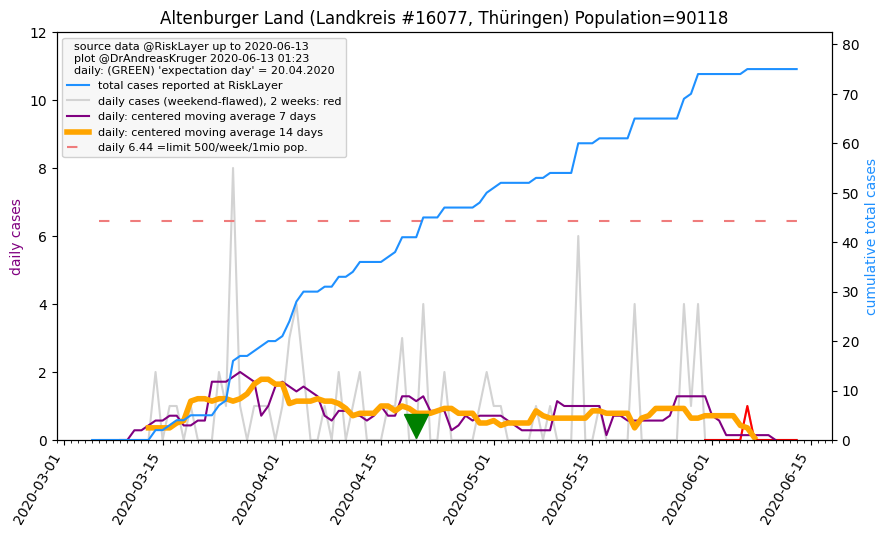 Altenburger Land (Landkreis #16077, Thüringen) Population=90118
source data @RiskLayer up to 2020-06-13
plot @DrAndreasKruger 2020-06-13 01:23
daily: (GREEN) 'expectation day' = 20.04.2020
total cases reported at RiskLayer
daily cases (weekend-flawed), 2 weeks: red
daily: centered moving average 7 days
daily: centered moving average 14 days
daily 6.44 =limit 500/week/1mio pop.
daily cases
12
10
8
6
4
2
0
80
70
60
50
40
30
20
10
0
cumulative total cases
2020-03-01
2020-03-15
2020-04-01
2020-04-15
2020-05-01
2020-05-15
2020-06-01
2020-06-15